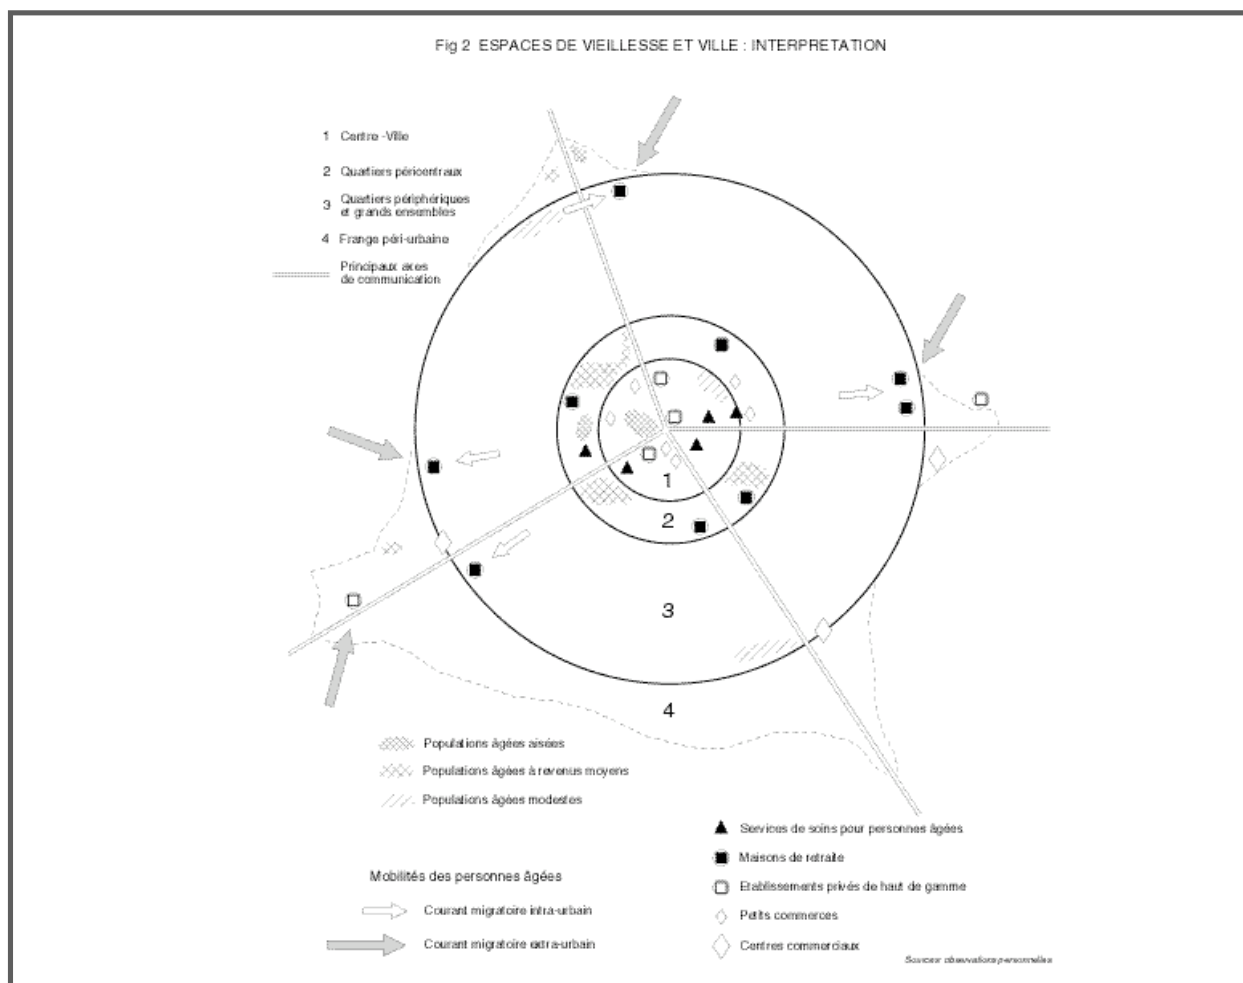 Fig 2 ESPACES DE VIEILLESSE ET VILLE : INTERPRETATION
1 Centre -Ville
2 Quartiers péricentraux
3 Quartiers périphériques
et grands ensembles
4 Frange péri-urbaine
Principaux axes
de communication
1
2
3
4
Populations âgées aisées
Populations âgées à revenus moyens
Populations âgées modestes
Mobilités des personnes âgées
Courant migratoire intra-urbain
Courant migratoire extra-urbain
Services de soins pour personnes âgées
Maisons de retraite
Etablissements privés de haut de gamme
Petits commerces
Centres commerciaux
Sources: observations personnelles